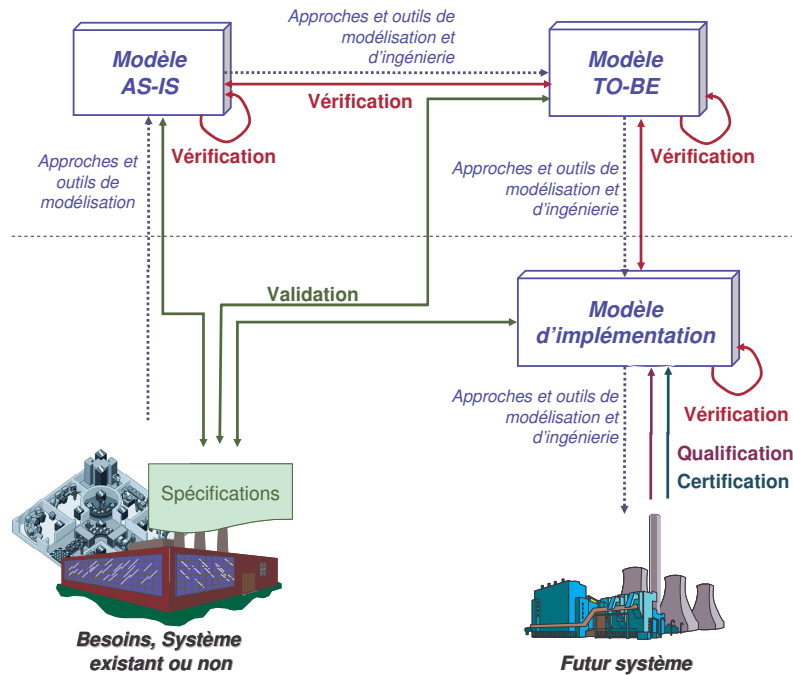 Approches et outils de
modélisation et
d'ingénierie
Modèle
AS-IS
Modèle
TO-BE
Vérification
Vérification
Vérification
Approches et
outils de
modélisation
Approches et outils de
modélisation et
d'ingénierie
Validation
Modèle
d'implémentation
Approches et outils de
modélisation et
d'ingénierie
Vérification
Qualification
Certification
Spécifications
Besoins, Système
existant ou non
Futur système